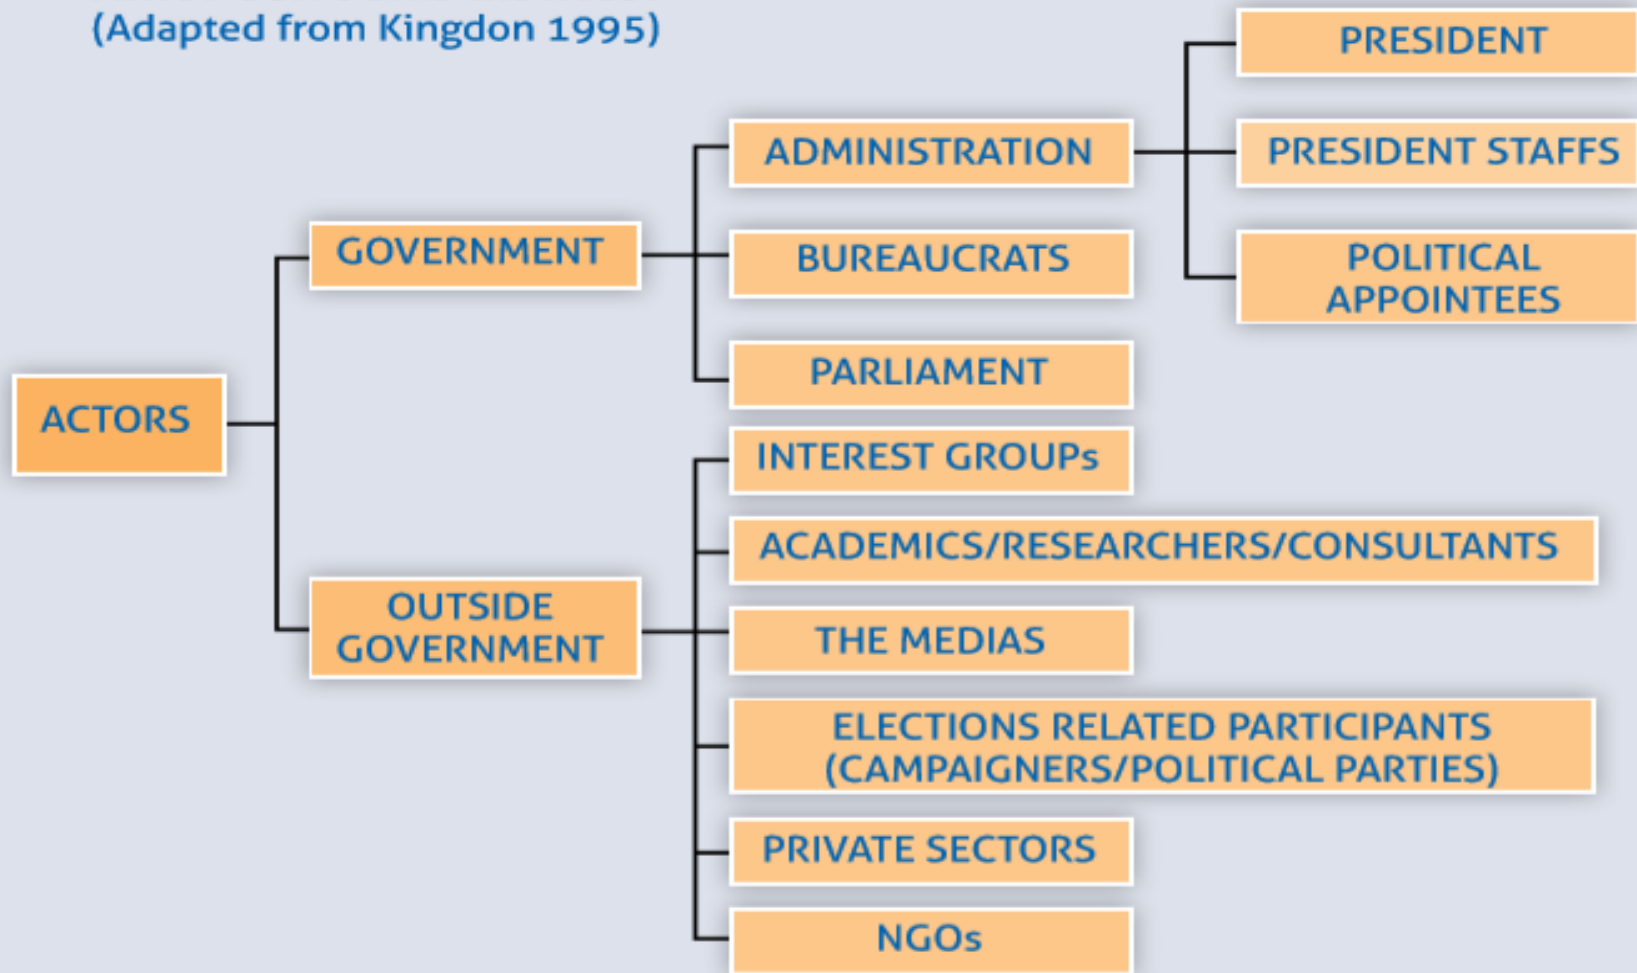 (Adapted from Kingdon 1995)
PRESIDENT
ADMINISTRATION
PRESIDENT STAFFS
GOVERNMENT
BUREAUCRATS
POLITICAL
APPOINTEES
PARLIAMENT
ACTORS
INTEREST GROUPs
ACADEMICS/RESEARCHERS/CONSULTANTS
OUTSIDE
GOVERNMENT
THE MEDIAS
ELECTIONS RELATED PARTICIPANTS
(CAMPAIGNERS/POLITICAL PARTIES)
PRIVATE SECTORS
NGOs